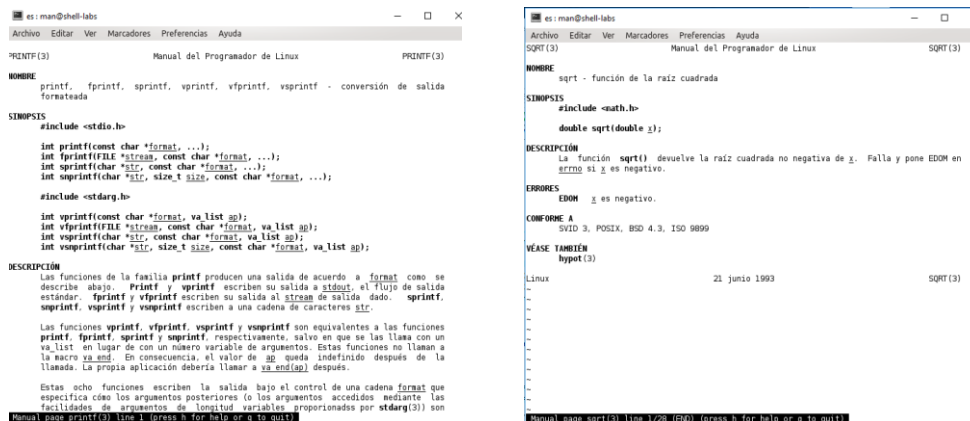 es : man@shell-labs
Archivo Editar Ver Marcadores Preferencias Ayuda
PRINTF(3) Manual del Programador de Linux PRINTF(3)
NOMBRE
printf, fprintf, sprintf, vprintf, vfprintf, vsprintf - conversión de salida
formateada
SINOPSIS
#include <stdio.h>
int printf(const char *format, ...);
int fprintf(FILE *stream, const char *format, ...);
int sprintf(char *str, const char *format, ...);
int snprintf(char *str, size_t size, const char *format, ...);
#include <stdarg.h>
int vprintf(const char *format, va_list ap);
int vfprintf(FILE *stream, const char *format, va_list ap);
int vsprintf(char *str, const char *format, va_list ap);
int vsnprintf(char *str, size_t size, const char *format, va_list ap);
DESCRIPCIÓN
Las funciones de la familia printf producen una salida de acuerdo a format como se
describe abajo. Printf y vprintf escriben su salida a stdout, el flujo de salida
estándar. fprintf y vfprintf escriben su salida al stream de salida dado. sprintf,
snprintf, vsprintf y vsnprintf escriben a una cadena de caracteres str.
Las funciones vprintf, vfprintf, vsprintf y vsnprintf son equivalentes a las funciones
printf, fprintf, sprintf y snprintf, respectivamente, salvo en que se las llama con un
va_list en lugar de con un número variable de argumentos. Estas funciones no llaman a
la macro va_end. En consecuencia, el valor de ap queda indefinido después de la
llamada. La propia aplicación debería llamar a va_end(ap) después.
Estas ocho funciones escriben la salida bajo el control de una cadena format que
especifica cómo los argumentos posteriores (o los argumentos accedidos mediante las
facilidades de argumentos de longitud variables proporionados por stdarg(3)) son
Manual page printf(3) line 1 (press h for help or q to quit)
es : man@shell-labs
Archivo Editar Ver Marcadores Preferencias Ayuda
SQRT(3) Manual del Programador de Linux SQRT(3)
NOMBRE
sqrt - función de la raíz cuadrada
SINOPSIS
#include <math.h>
double sqrt(double x);
DESCRIPCIÓN
La función sqrt() devuelve la raíz cuadrada no negativa de x. Falla y pone EDOM en
errno si x es negativo.
ERRORES
EDOM x es negativo.
CONFORME A
SVID 3, POSIX, BSD 4.3, ISO 9899
VÉASE TAMBIÉN
hypot(3)
Linux 21 junio 1993 SQRT(3)
~
~
~
~
~
~
~
~
~
~
~
Manual page sqrt(3) line 1/28 (END) (press h for help or q to quit)